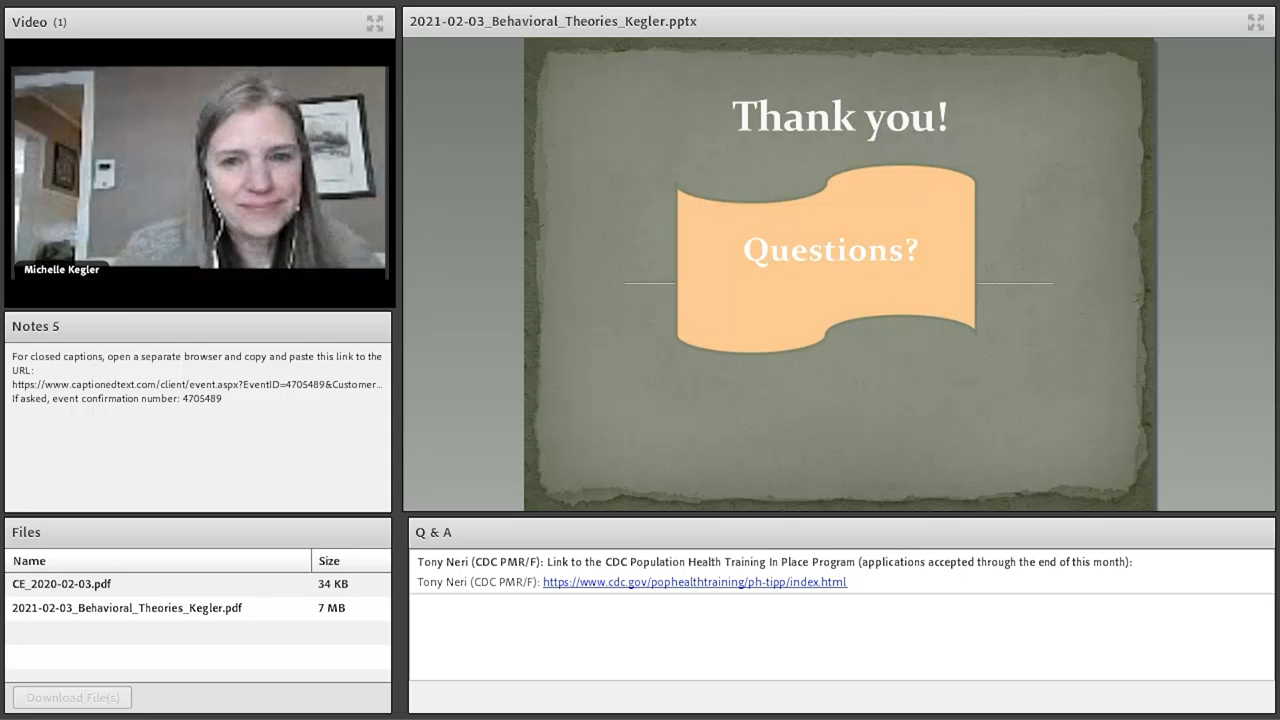 Video (1)
Michelle Kegler
2021-02-03_Behavioral_Theories_Kegler.pptx
Thank you!
Questions?
Notes 5
For closed captions, open a separate browser and copy and paste this link to the
URL:
https://www.captionedtext.com/client/event.aspx?EventID=4705489&Customer...
If asked, event confirmation number: 4705489
Files
Name Size
CE_2020-02-03.pdf 34 KB
2021-02-03_Behavioral_Theories_Kegler.pdf 7 MB
Download File(s)
Q & A
Tony Neri (CDC PMR/F): Link to the CDC Population Health Training In Place Program (applications accepted through the end of this month):
Tony Neri (CDC PMR/F): https://www.cdc.gov/pophealthtraining/ph-tipp/index.html